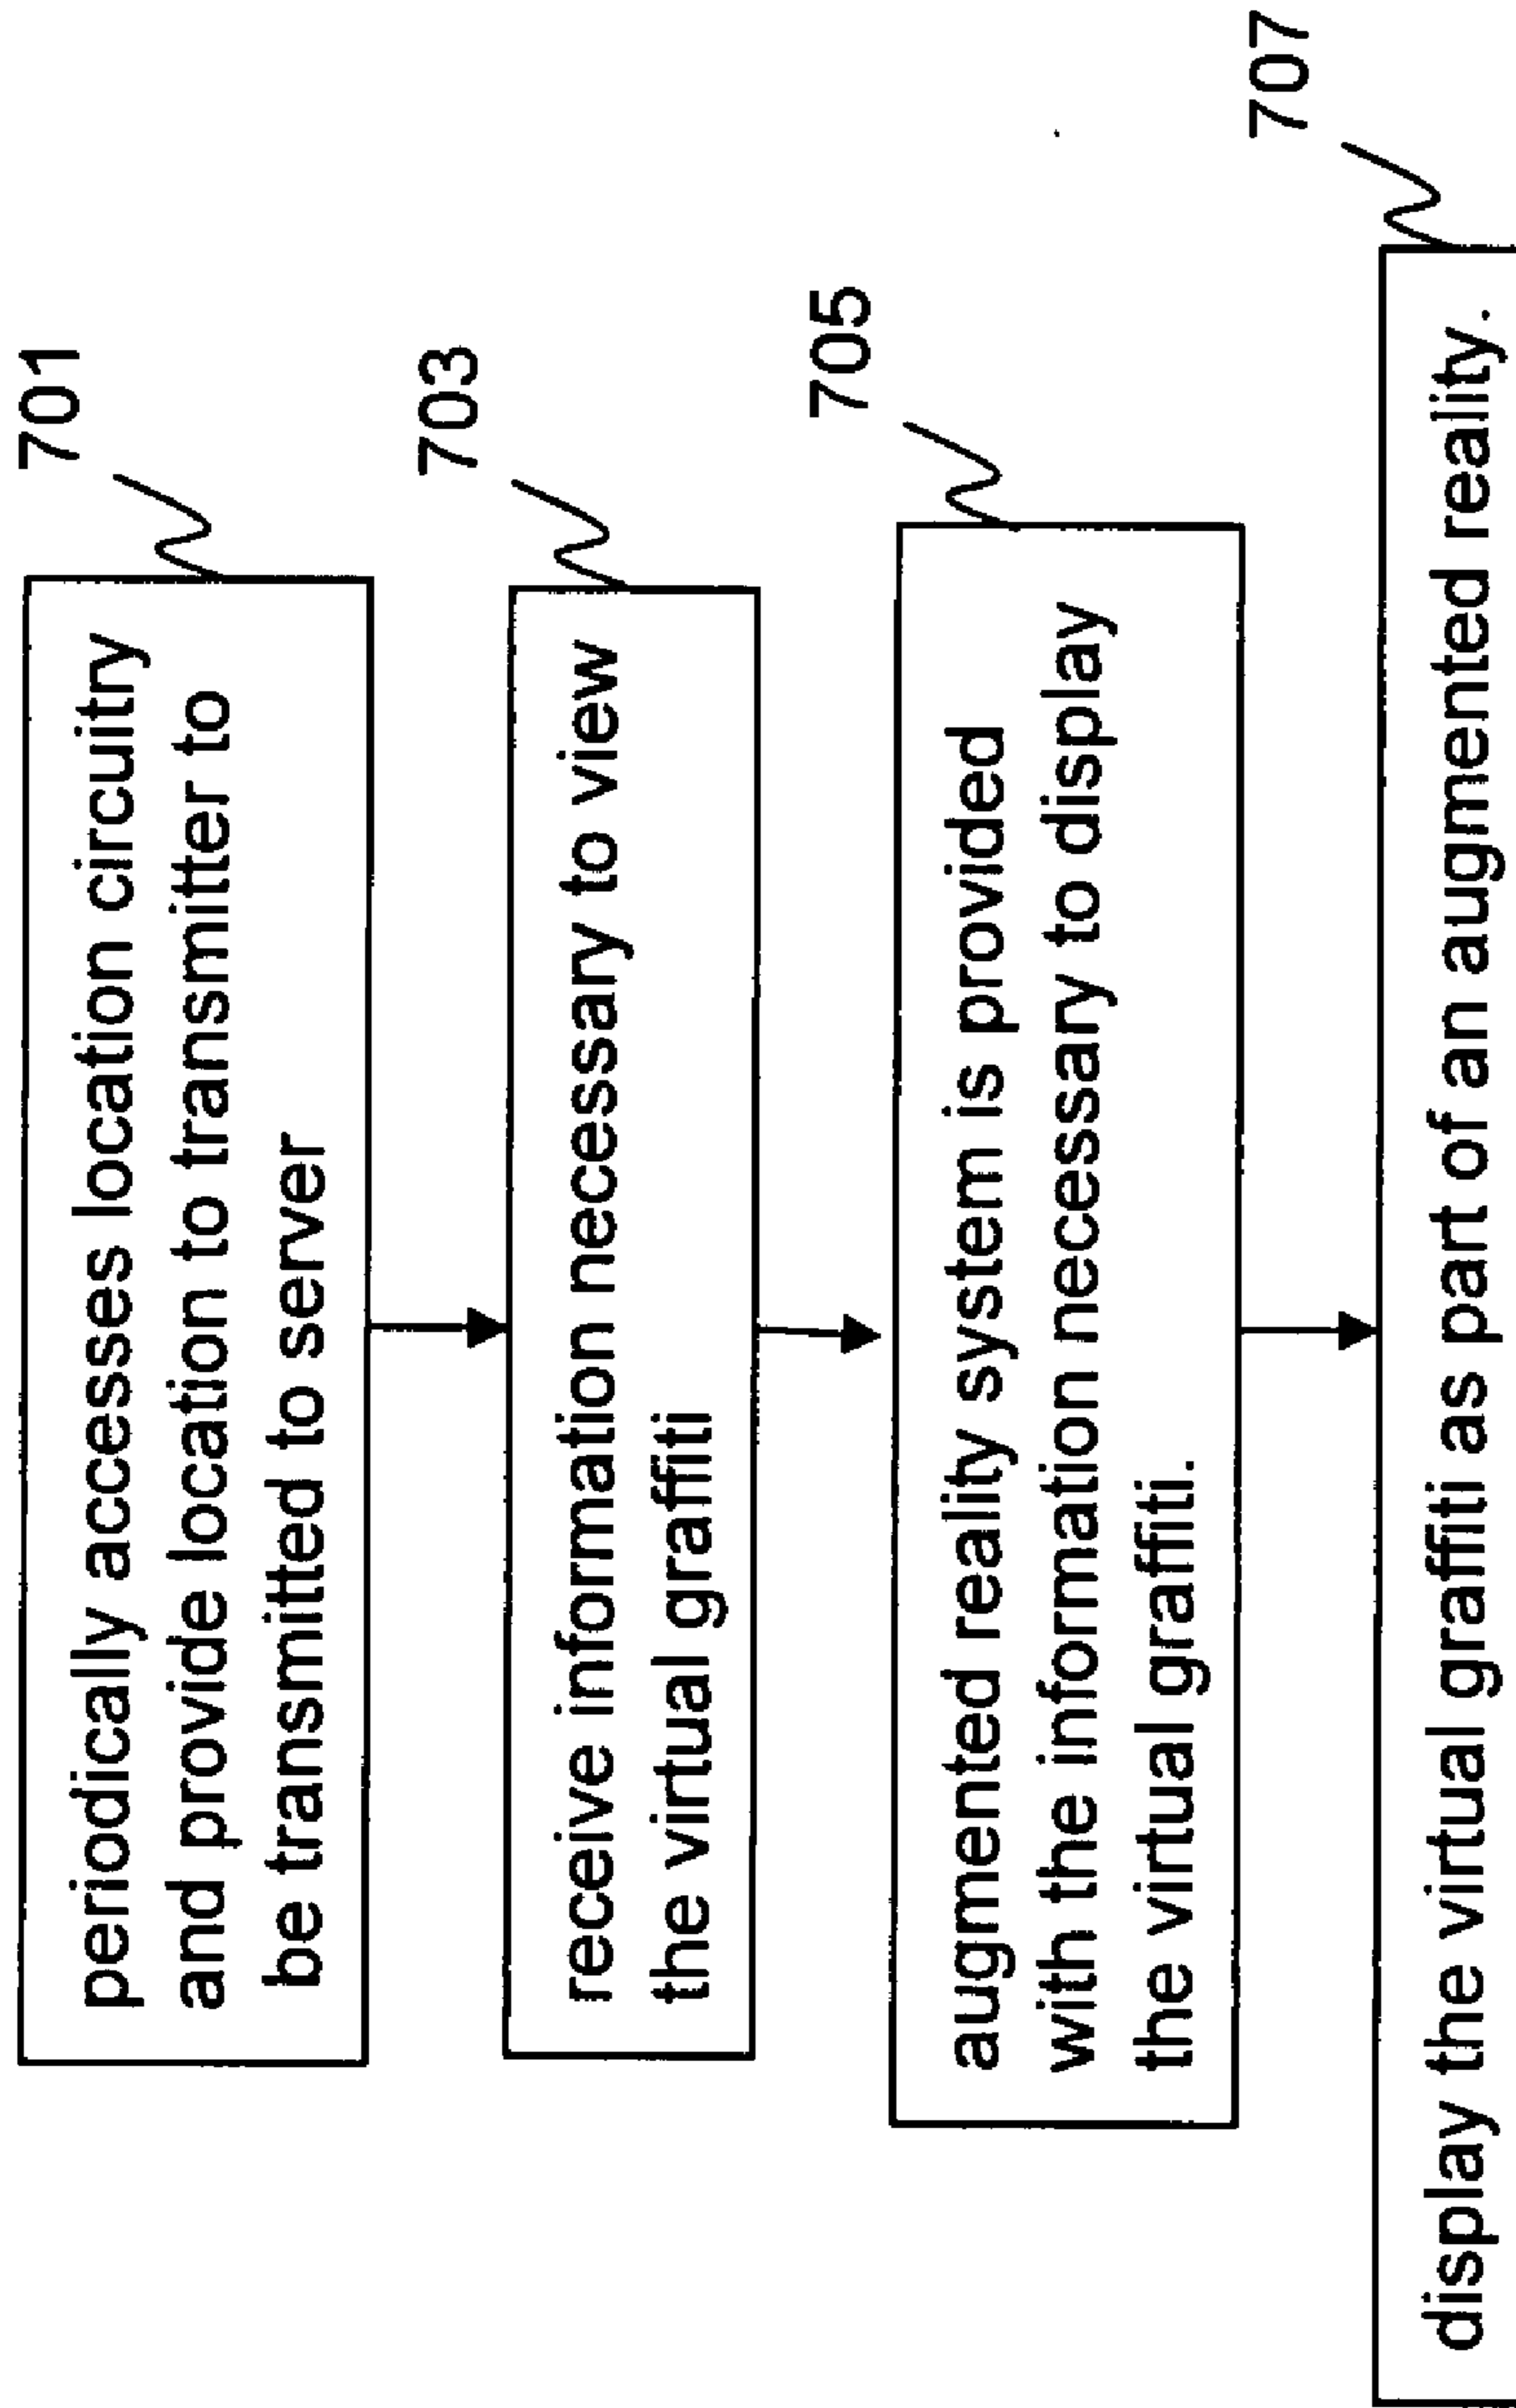 701
periodically accesses location circuitry
and provide location to transmitter to
be transmitted to server
703
receive information necessary to view
the virtual graffiti
705
augmented reality system is provided
with the information necessary to display
the virtual graffiti.
707
display the virtual graffiti as part of an augmented reality.